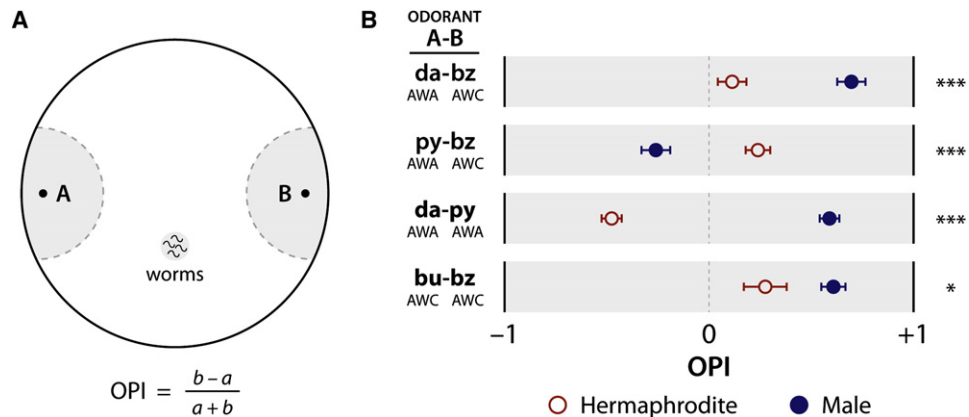 A
A
B
worms
OPI = b – a / a + b
B
ODORANT
A-B
da-bz
AWA AWC
***
py-bz
AWA AWC
***
da-py
AWA AWA
***
bu-bz
AWC AWC
*
–1 0 +1
OPI
Hermaphrodite Male